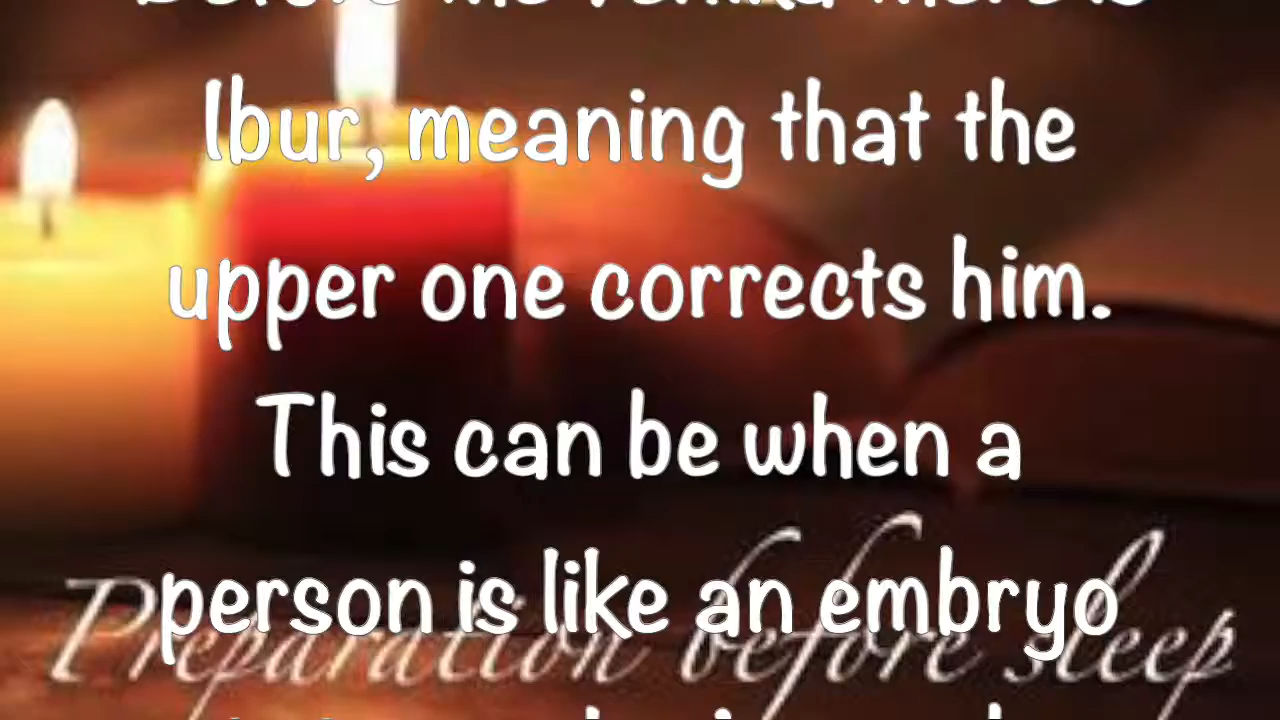 Ibur, meaning that the
upper one corrects him.
This can be when a
person is like an embryo
Preparation before sleep